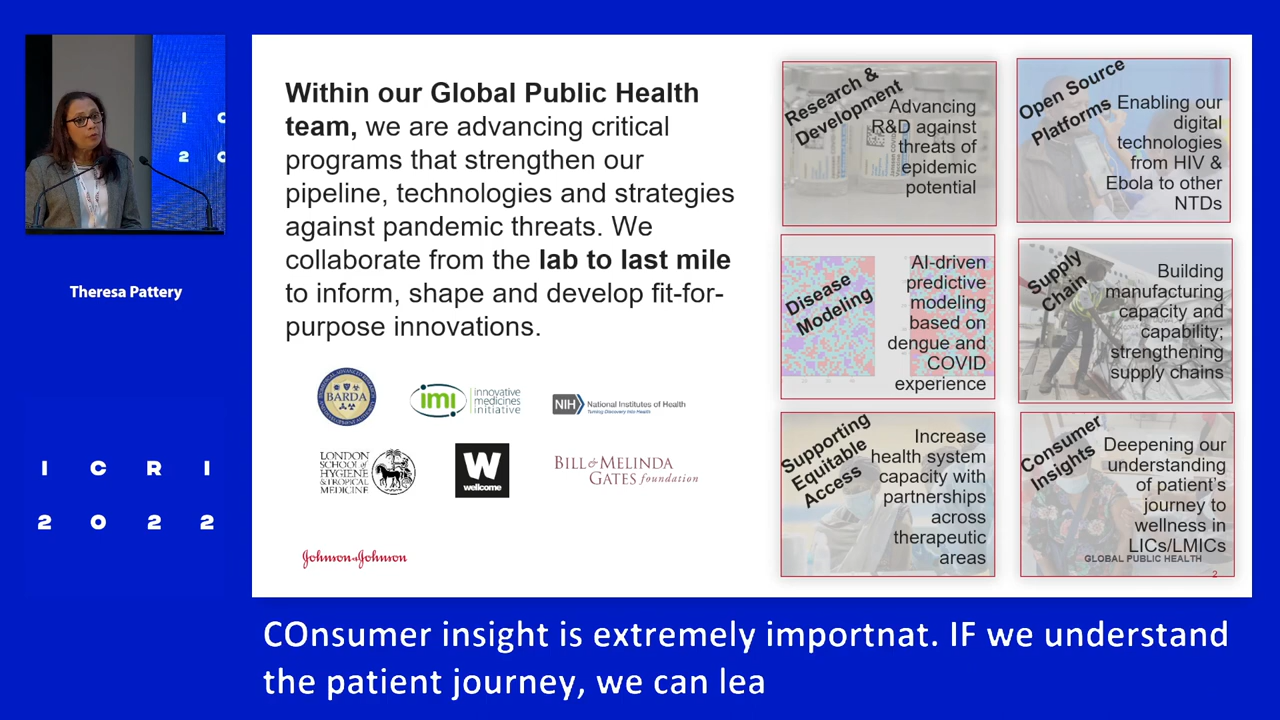 I C
2 0
Theresa Pattery
I C R I
2 0 2 2
Within our Global Public Health
team, we are advancing critical
programs that strengthen our
pipeline, technologies and strategies
against pandemic threats. We
collaborate from the lab to last mile
to inform, shape and develop fit-for-
purpose innovations.
BARDA
imi innovative
medicines
initiative
NIH National Institutes of Health
Turning Discovery Into Health
LONDON
SCHOOL of
HYGIENE
&TROPICAL
MEDICINE
W
wellcome
BILL & MELINDA
GATES foundation
Johnson & Johnson
Research &
Development
Advancing
R&D against
threats of
epidemic
potential
Open Source
Platforms
Enabling our
digital
technologies
from HIV &
Ebola to other
NTDs
Disease
Modeling
AI-driven
predictive
modeling
based on
dengue and
COVID
experience
Supply
Chain
Building
manufacturing
capacity and
capability;
strengthening
supply chains
Supporting
Equitable
Access
Increase
health system
capacity with
partnerships
across
therapeutic
areas
Consumer
Insights
Deepening our
understanding
of patient's
journey to
wellness in
LICs/LMICs
GLOBAL PUBLIC HEALTH
2
COnsumer insight is extremely importnat. IF we understand
the patient journey, we can lea